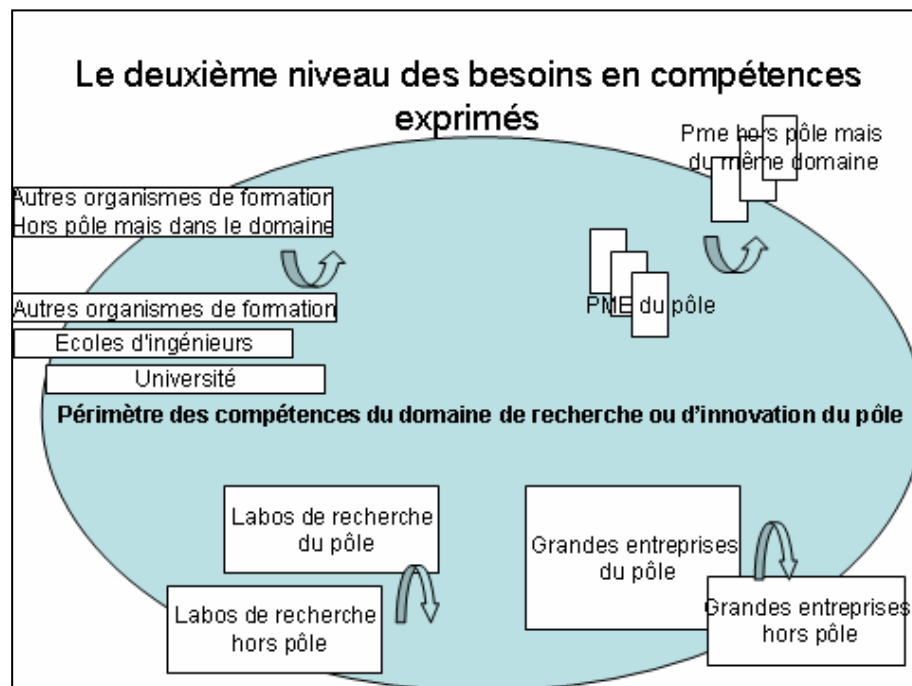 Le deuxième niveau des besoins en compétences
exprimés
Pme hors pôle mais
du même domaine
Autres organismes de formation
Hors pôle mais dans le domaine
PME du pôle
Autres organismes de formation
Ecoles d'ingénieurs
Université
Périmètre des compétences du domaine de recherche ou d'innovation du pôle
Labos de recherche
du pôle
Grandes entreprises
du pôle
Labos de recherche
hors pôle
Grandes entreprises
hors pôle